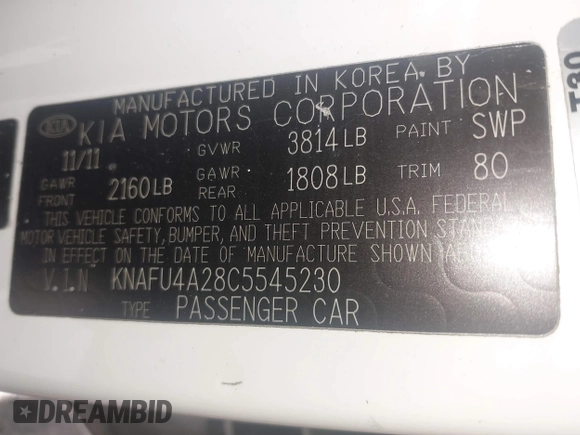 MANUFACTURED IN KOREA BY
KIA KIA MOTORS CORPORATION
11/11 GVWR 3814 LB PAINT SWP
GAWR FRONT 2160 LB GAWR REAR 1808 LB TRIM 80
THIS VEHICLE CONFORMS TO ALL APPLICABLE U.S.A. FEDERAL
MOTOR VEHICLE SAFETY, BUMPER, AND THEFT PREVENTION
IN EFFECT ON THE DATE OF MANUFACTURE SHOWN
V.I.N KNAFU4A28C5545230
TYPE PASSENGER CAR
DREAMBID